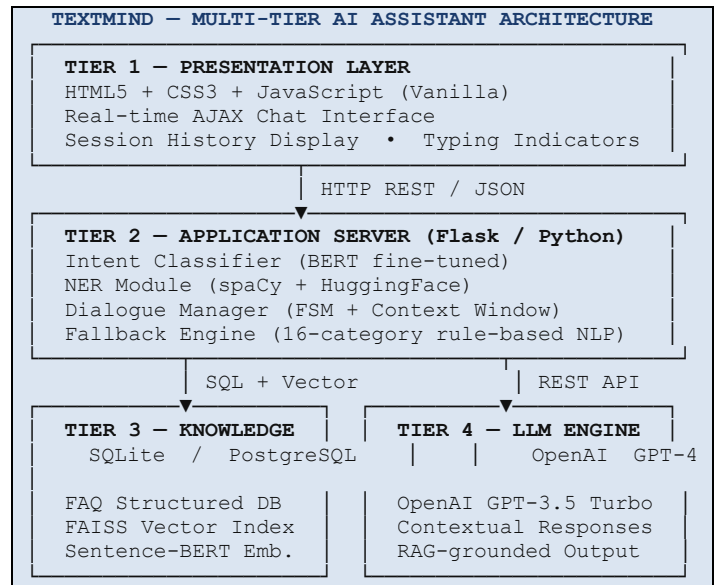 TEXTMIND — MULTI-TIER AI ASSISTANT ARCHITECTURE
TIER 1 — PRESENTATION LAYER
HTML5 + CSS3 + JavaScript (Vanilla)
Real-time AJAX Chat Interface
Session History Display • Typing Indicators
HTTP REST / JSON
TIER 2 — APPLICATION SERVER (Flask / Python)
Intent Classifier (BERT fine-tuned)
NER Module (spaCy + HuggingFace)
Dialogue Manager (FSM + Context Window)
Fallback Engine (16-category rule-based NLP)
SQL + Vector
REST API
TIER 3 — KNOWLEDGE
SQLite / PostgreSQL
FAQ Structured DB
FAISS Vector Index
Sentence-BERT Emb.
TIER 4 — LLM ENGINE
OpenAI GPT-4
OpenAI GPT-3.5 Turbo
Contextual Responses
RAG-grounded Output